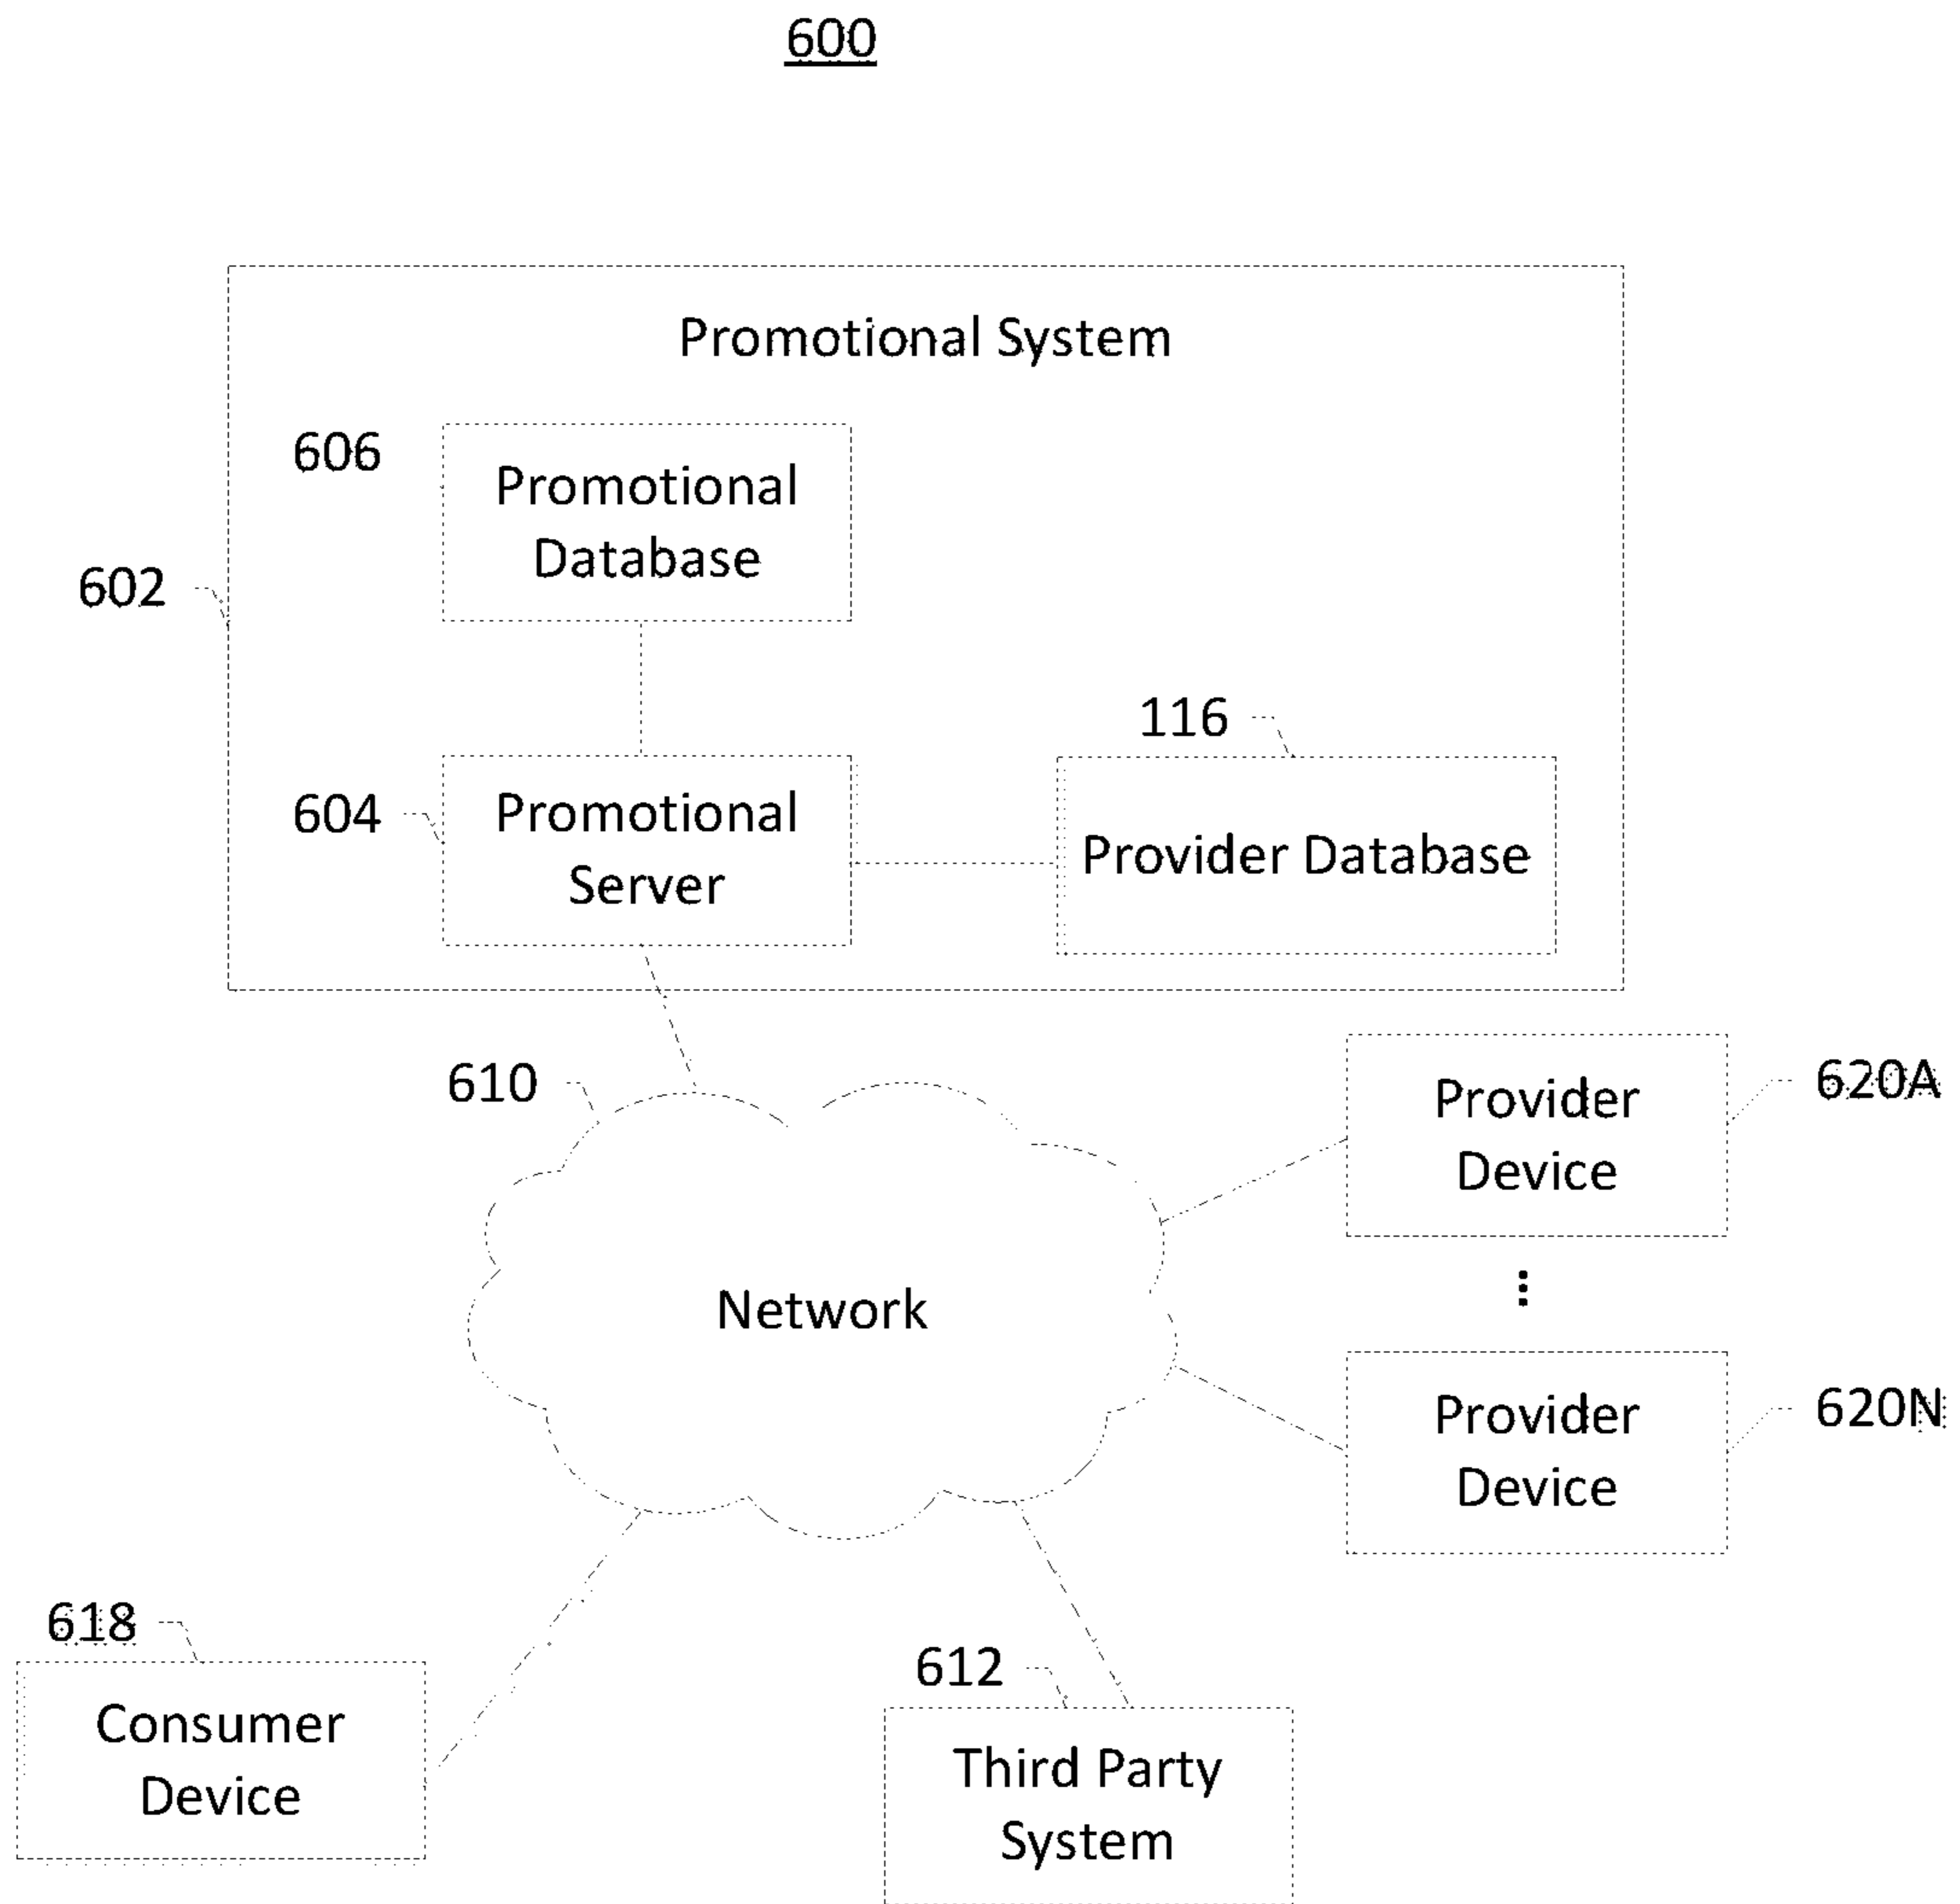 600
Promotional System
606
Promotional
Database
602
116
604
Promotional
Server
Provider Database
610
Provider
Device
620A
Network
Provider
Device
620N
618
Consumer
Device
612
Third Party
System